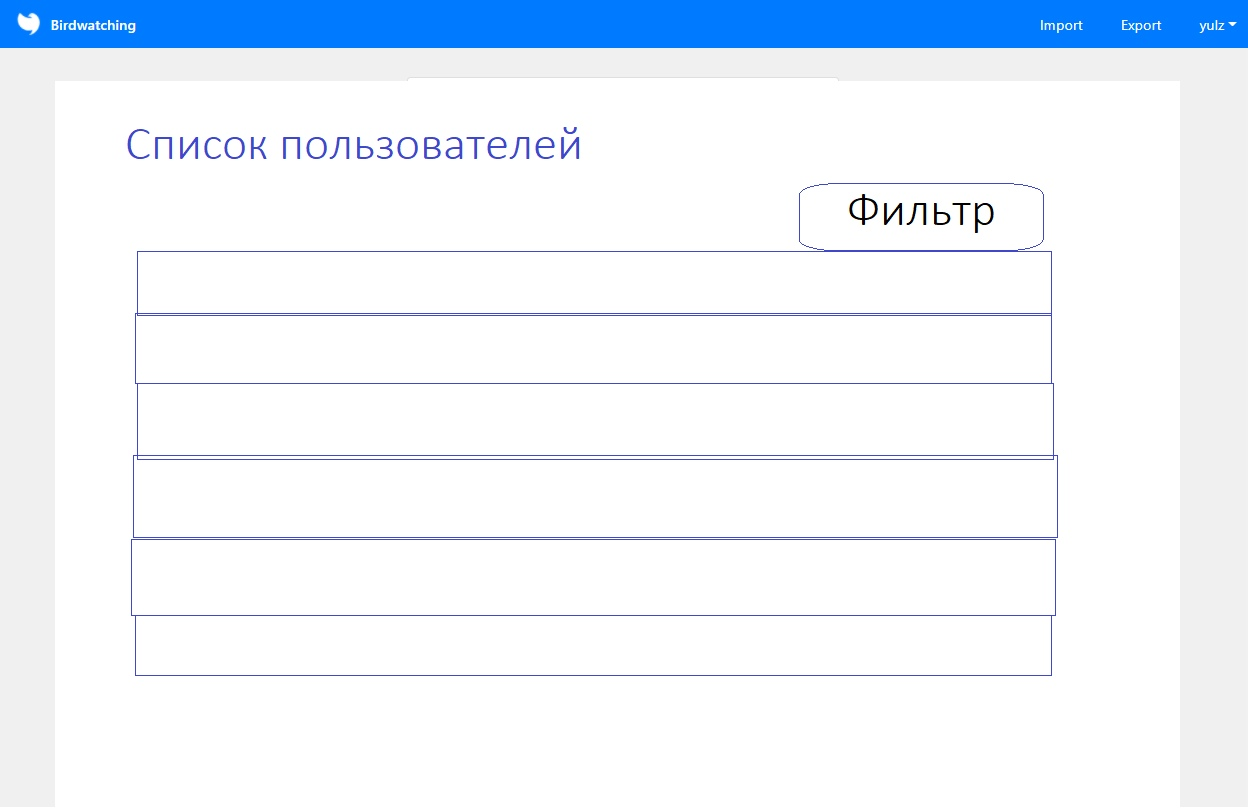 Birdwatching Import Export yulz
Список пользователей
Фильтр